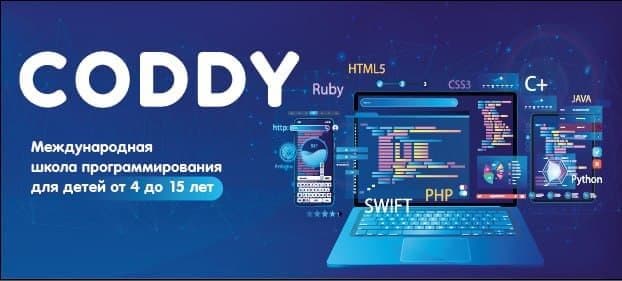 CODDY
Международная
школа программирования
для детей от 4 до 15 лет
HTML5
Ruby
CSS3
C+
JAVA
http:
Python
PHP
SWIFT